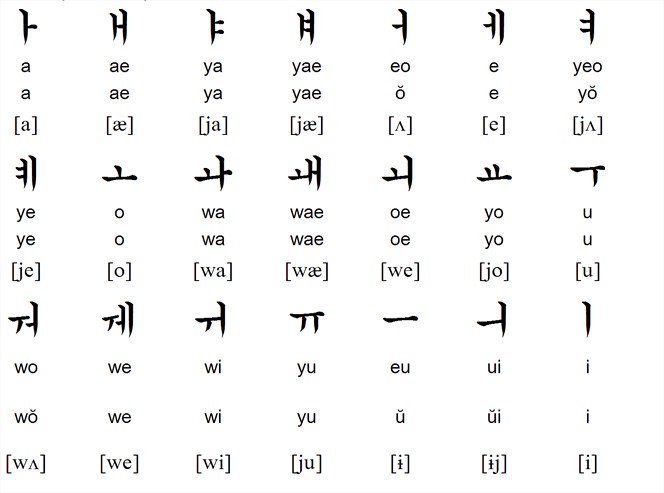 ㅏ ㅐ ㅑ ㅒ ㅓ ㅔ ㅕ
a ae ya yae eo e yeo
a ae ya yae ŏ e yŏ
[a] [æ] [ja] [jæ] [ʌ] [e] [jʌ]
ㅖ ㅗ ㅘ ㅙ ㅚ ㅛ ㅜ
ye o wa wae oe yo u
ye o wa wae oe yo u
[je] [o] [wa] [wæ] [we] [jo] [u]
ㅝ ㅞ ㅟ ㅠ ㅡ ㅢ ㅣ
wo we wi yu eu ui i
wŏ we wi yu ŭ ŭi i
[wʌ] [we] [wi] [ju] [ɨ] [ɨj] [i]